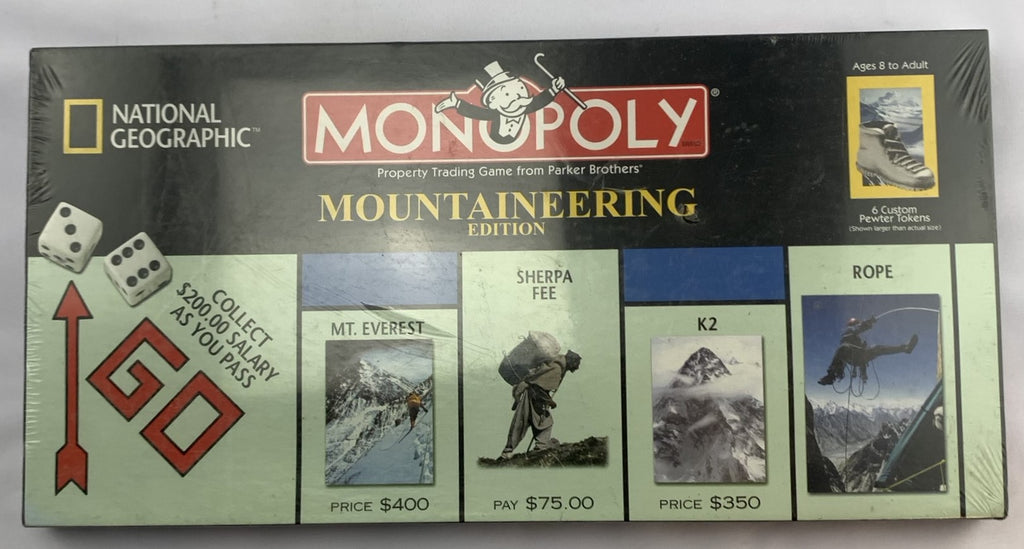 NATIONAL
GEOGRAPHIC™
MONOPOLY®
Property Trading Game from Parker Brothers®
MOUNTAINEERING
EDITION
Ages 8 to Adult
6 Custom
Pewter Tokens
(Shown larger than actual size)
COLLECT
$200.00 SALARY
AS YOU PASS
GO
MT. EVEREST
PRICE $400
SHERPA
FEE
PAY $75.00
K2
PRICE $350
ROPE